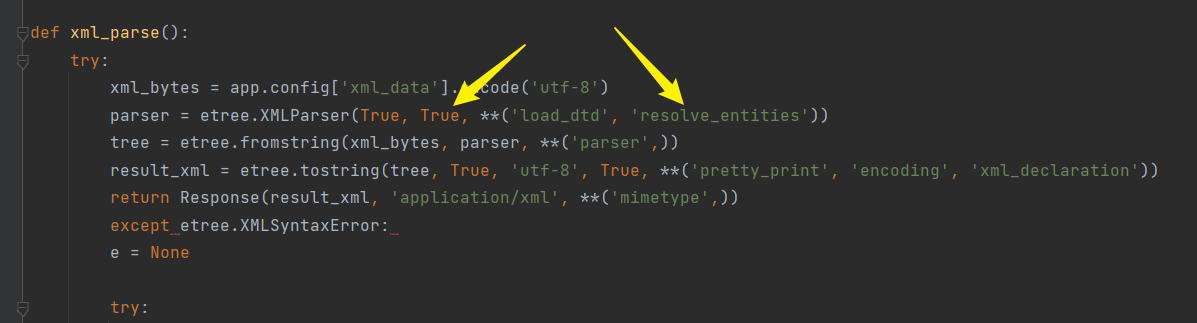 def xml_parse():
try:
xml_bytes = app.config['xml_data'].code('utf-8')
parser = etree.XMLParser(True, True, **('load_dtd', 'resolve_entities'))
tree = etree.fromstring(xml_bytes, parser, **('parser',))
result_xml = etree.tostring(tree, True, 'utf-8', True, **('pretty_print', 'encoding', 'xml_declaration'))
return Response(result_xml, 'application/xml', **('mimetype',))
except etree.XMLSyntaxError:
e = None
try: